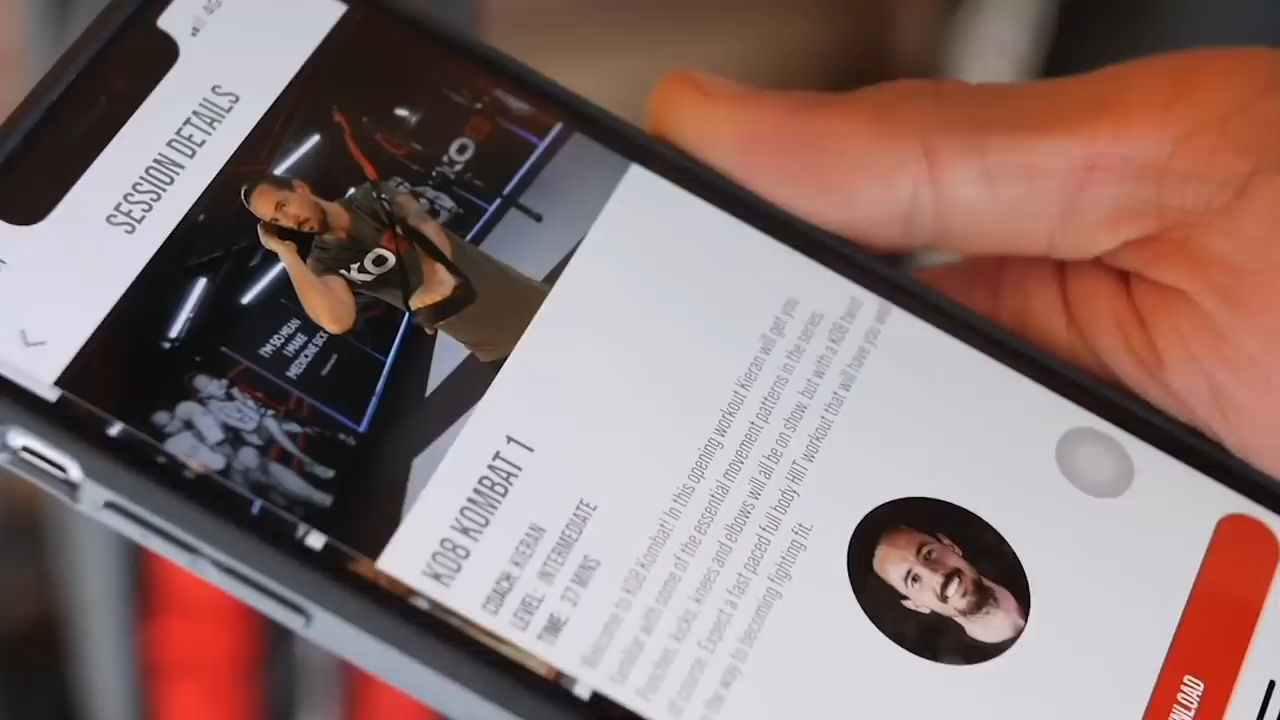 SESSION DETAILS
KO8
KO
I'M SO MEAN
I MAKE
MEDICINE SICK
KO8 KOMBAT 1
COACH: KIERAN
LEVEL: INTERMEDIATE
TIME: 37 MINS
Welcome to KO8 Kombat! In this opening workout Kieran will get you
familiar with some of the essential movement patterns in the series.
Punches, kicks, knees and elbows will all be on show, but with a KO8 twist
of course. Expect a fast paced full body HIIT workout that will have you well
on the way to becoming fighting fit.